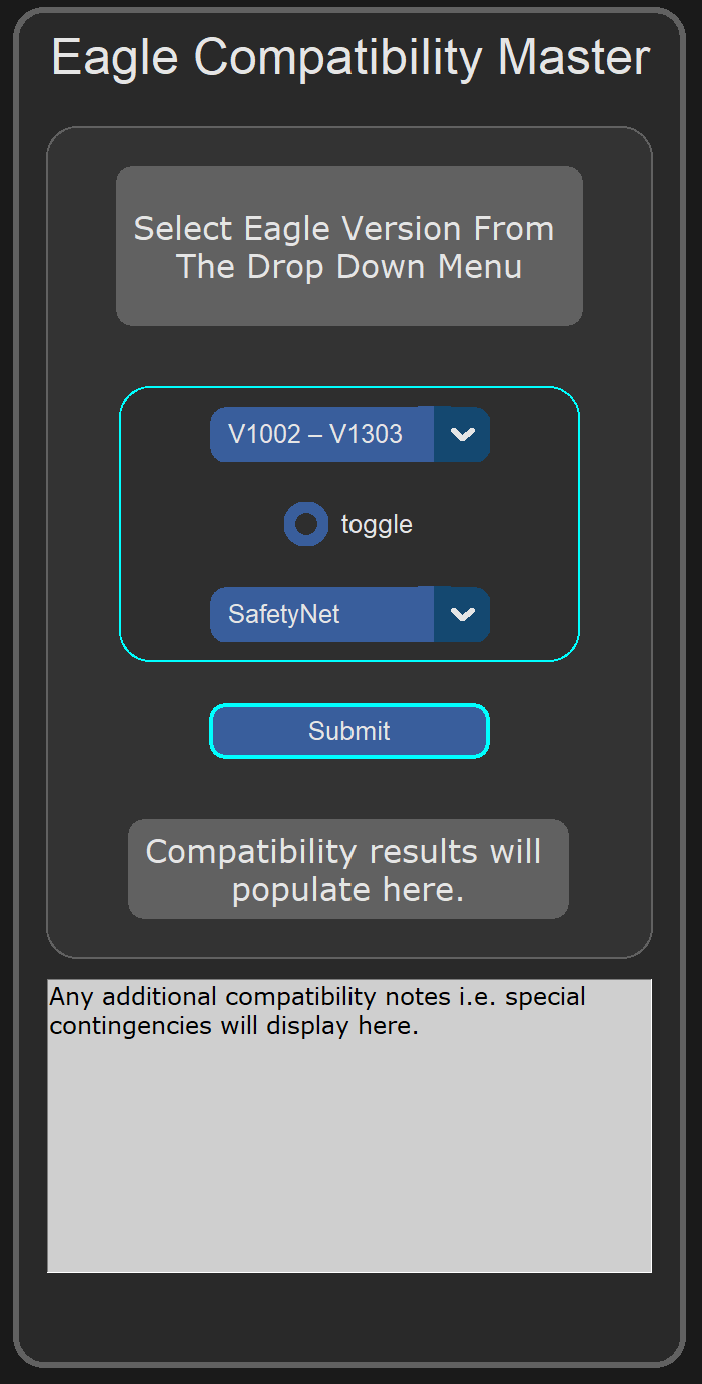 Eagle Compatibility Master
Select Eagle Version From
The Drop Down Menu
V1002 – V1303
toggle
SafetyNet
Submit
Compatibility results will
populate here.
Any additional compatibility notes i.e. special
contingencies will display here.